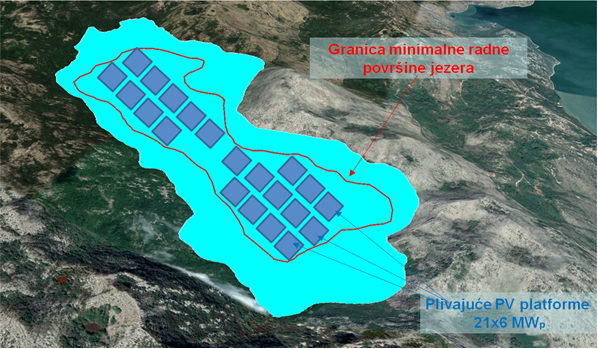 Granica minimalne radne
površine jezera
Plivajuće PV platforme
21x6 MWₚ